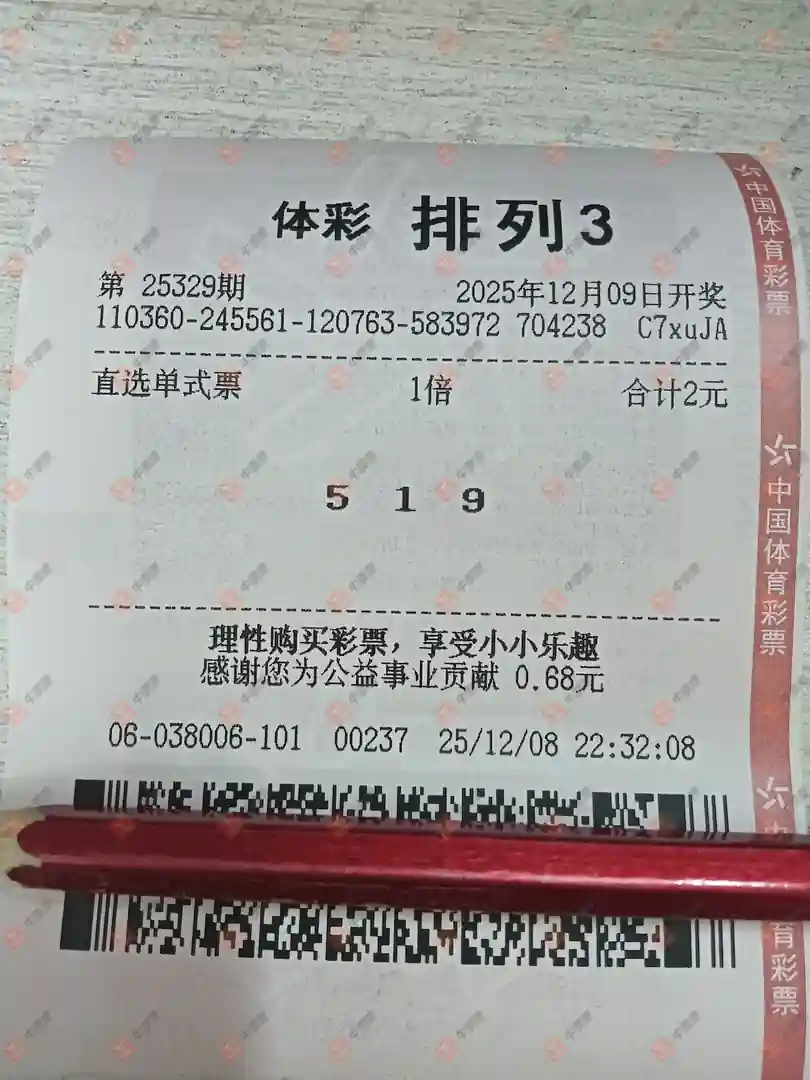 体彩 排列3
第 25329期 2025年12月09日开奖
110360-245561-120763-583972 704238 C7xuJA
直选单式票 1倍 合计2元
5 1 9
理性购买彩票，享受小小乐趣
感谢您为公益事业贡献 0.68元
06-038006-101 00237 25/12/08 22:32:08
中国体育彩票
中国体育彩票
中
育彩票